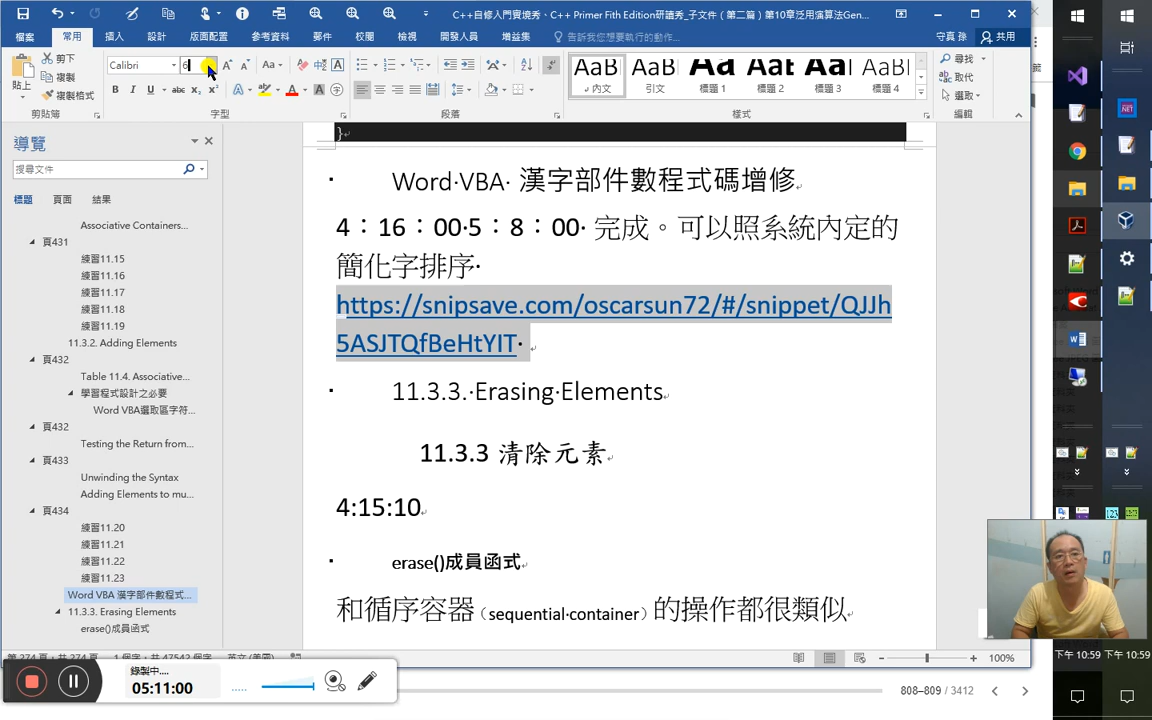 C++自修入門實境秀、C++ Primer Fith Edition研讀秀_子文件（第二篇）第10章泛用演算法Gen...
檔案 常用 插入 設計 版面配置 參考資料 郵件 校閱 檢視 開發人員 增益集 告訴我您想要執行什麼... 守真 孫 共用
貼上 剪下 複製 複製格式
Calibri 6
AaB AaB AaB AaB AaB AaB
內文 引文 標題 1 標題 2 標題 3 標題 4
尋找 取代 選取
剪貼簿 字型 段落 樣式 編輯
導覽
搜尋文件
標題 頁面 結果
Associative Containers...
頁431
練習11.15
練習11.16
練習11.17
練習11.18
練習11.19
11.3.2. Adding Elements
頁432
Table 11.4. Associative...
學習程式設計之必要
Word VBA選取區字符...
頁432
Testing the Return from...
頁433
Unwinding the Syntax
Adding Elements to mu...
頁434
練習11.20
練習11.21
練習11.22
練習11.23
Word VBA 漢字部件數程式...
11.3.3. Erasing Elements
erase()成員函式
}
Word·VBA· 漢字部件數程式碼增修
4：16：00·5：8：00· 完成。可以照系統內定的
簡化字排序·
https://snipsave.com/oscarsun72/#/snippet/QJJh
5ASJTQfBeHtYIT·
11.3.3.·Erasing·Elements
11.3.3 清除元素
4:15:10
erase()成員函式
和循序容器（sequential·container）的操作都很類似
100%
錄製中....
05:11:00
808–809 / 3412
下午 10:59 下午 10:59